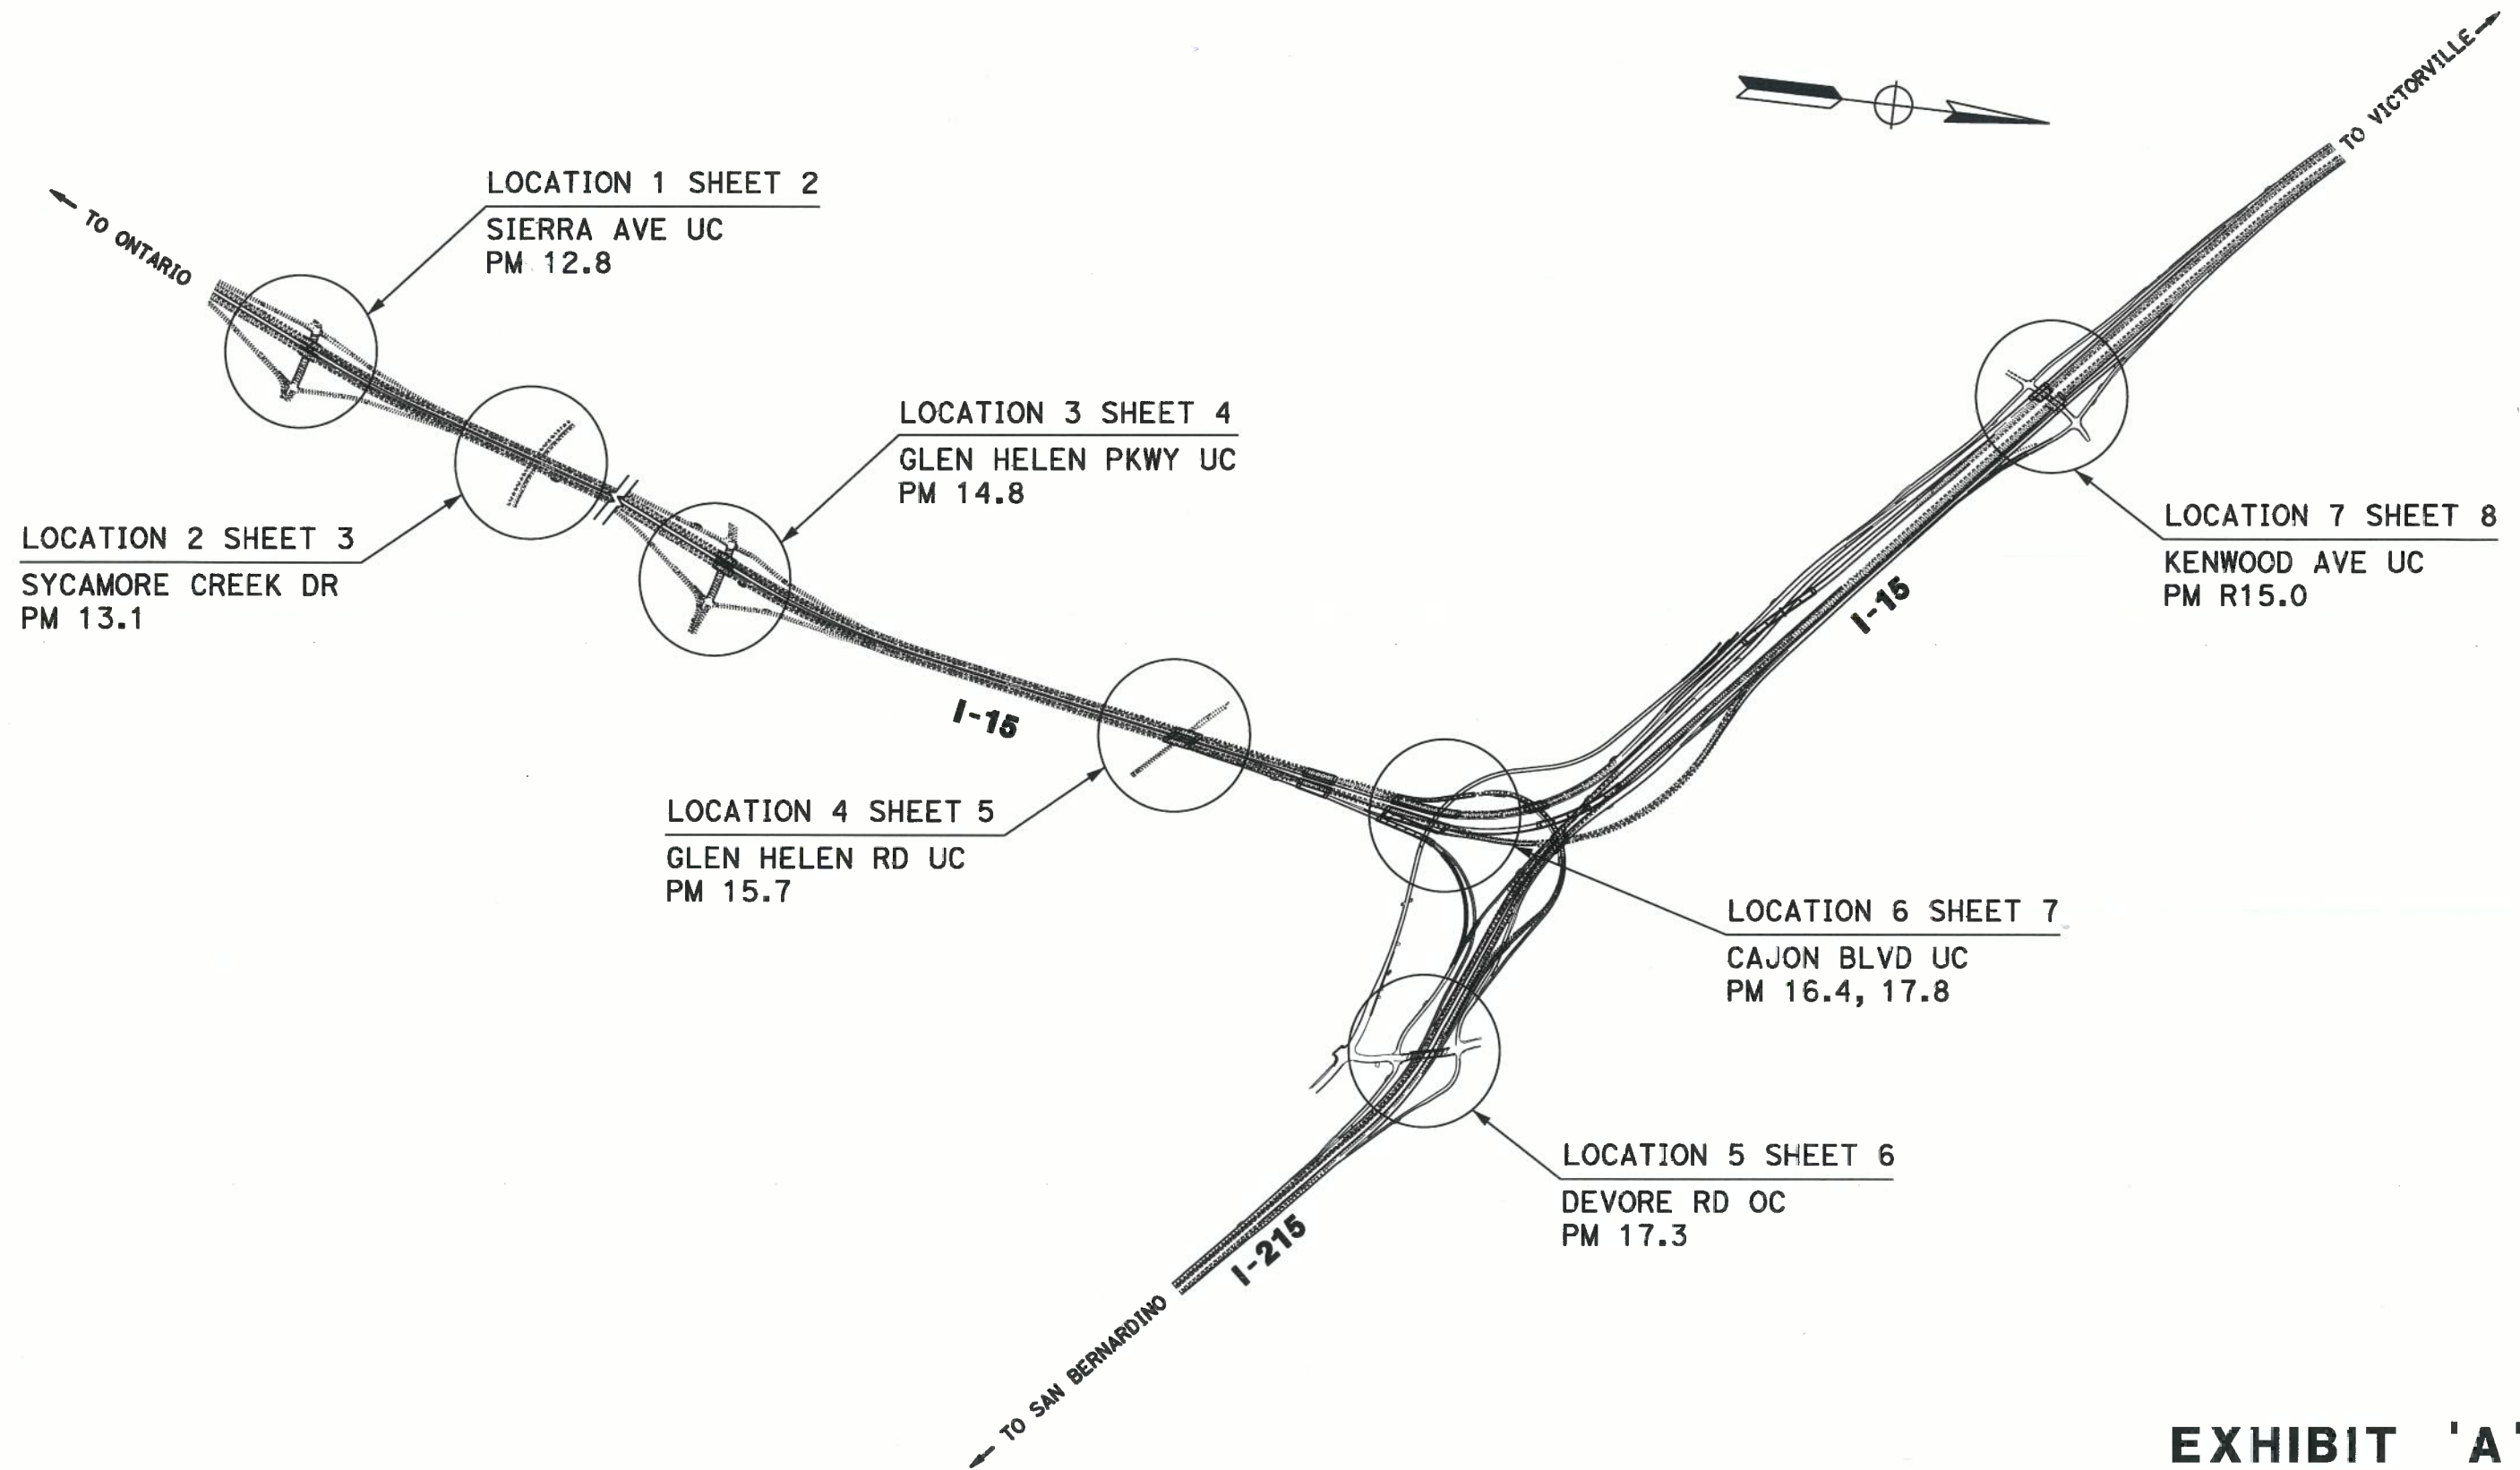 TO VICTORVILLE
LOCATION 1 SHEET 2
SIERRA AVE UC
PM 12.8
TO ONTARIO
LOCATION 3 SHEET 4
GLEN HELEN PKWY UC
PM 14.8
LOCATION 2 SHEET 3
SYCAMORE CREEK DR
PM 13.1
LOCATION 7 SHEET 8
KENWOOD AVE UC
PM R15.0
I-15
I-15
LOCATION 4 SHEET 5
GLEN HELEN RD UC
PM 15.7
LOCATION 6 SHEET 7
CAJON BLVD UC
PM 16.4, 17.8
LOCATION 5 SHEET 6
DEVORE RD OC
PM 17.3
I-215
TO SAN BERNARDINO
EXHIBIT 'A'